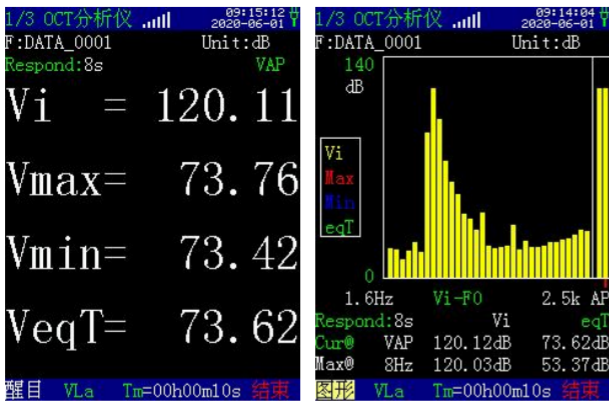 1/3 OCT分析仪
09:15:12
2020-06-01
F:DATA_0001 Unit:dB
Respond:8s VAP
Vi = 120.11
Vmax= 73.76
Vmin= 73.42
VeqT= 73.62
醒目 VLa Tm=00h00m10s 结束
1/3 OCT分析仪
09:14:04
2020-06-01
F:DATA_0001 Unit:dB
140
dB
Vi
Max
Min
eqT
0
1.6Hz Vi-F0 2.5k AP
Respond:8s Vi eqT
Cur@ VAP 120.12dB 73.62dB
Max@ 8Hz 120.03dB 53.37dB
图形 VLa Tm=00h00m10s 结束